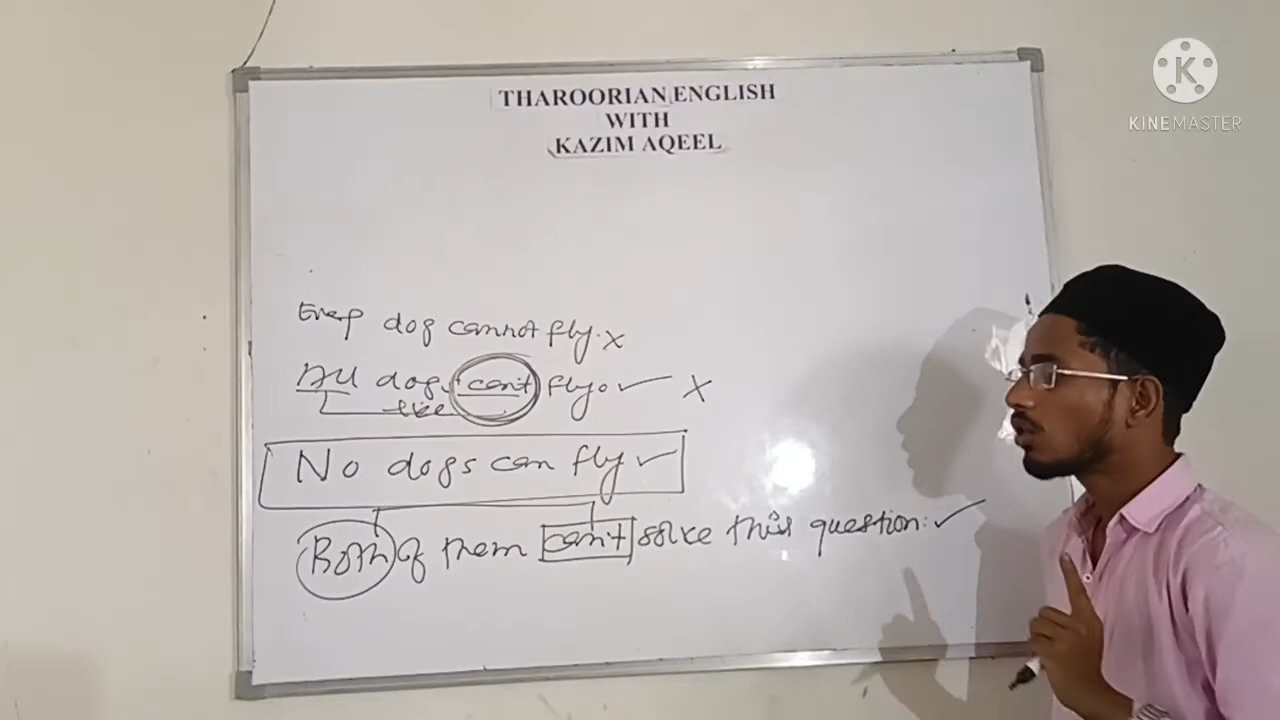 THAROORIAN ENGLISH
WITH
KAZIM AQEEL
KINEMASTER
Every dog cannot fly. ×
All dogs can't fly ✓ ×
like
No dogs can fly ✓
Both of them can't solve this question. ✓